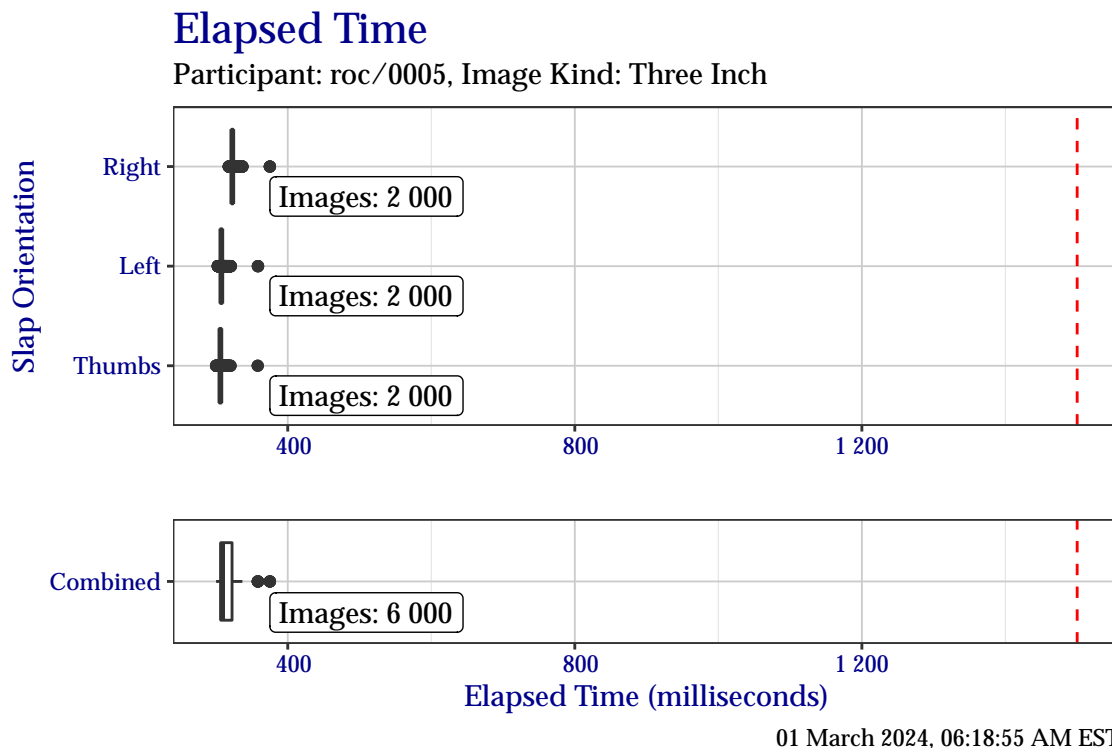 Elapsed Time
Participant: roc/0005, Image Kind: Three Inch
Slap Orientation
Right
Images: 2 000
Left
Images: 2 000
Thumbs
Images: 2 000
400 800 1 200
Combined
Images: 6 000
400 800 1 200
Elapsed Time (milliseconds)
01 March 2024, 06:18:55 AM EST